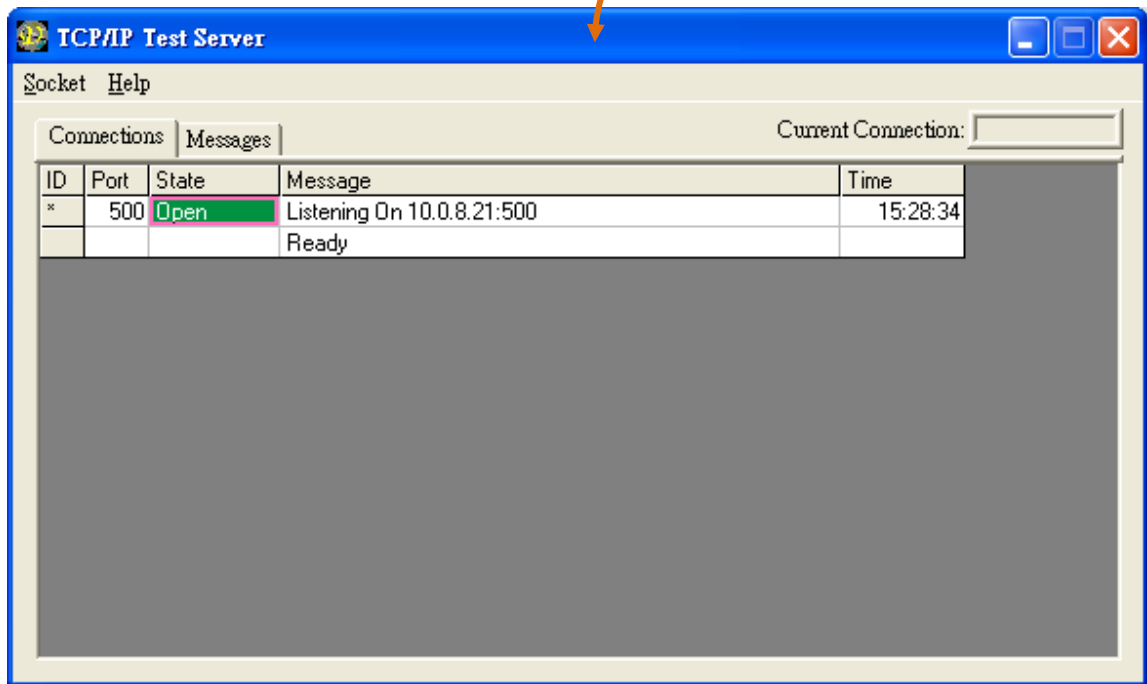 TCP/IP Test Server
Socket Help
Connections Messages Current Connection:
ID Port State Message Time
* 500 Open Listening On 10.0.8.21:500 15:28:34
Ready